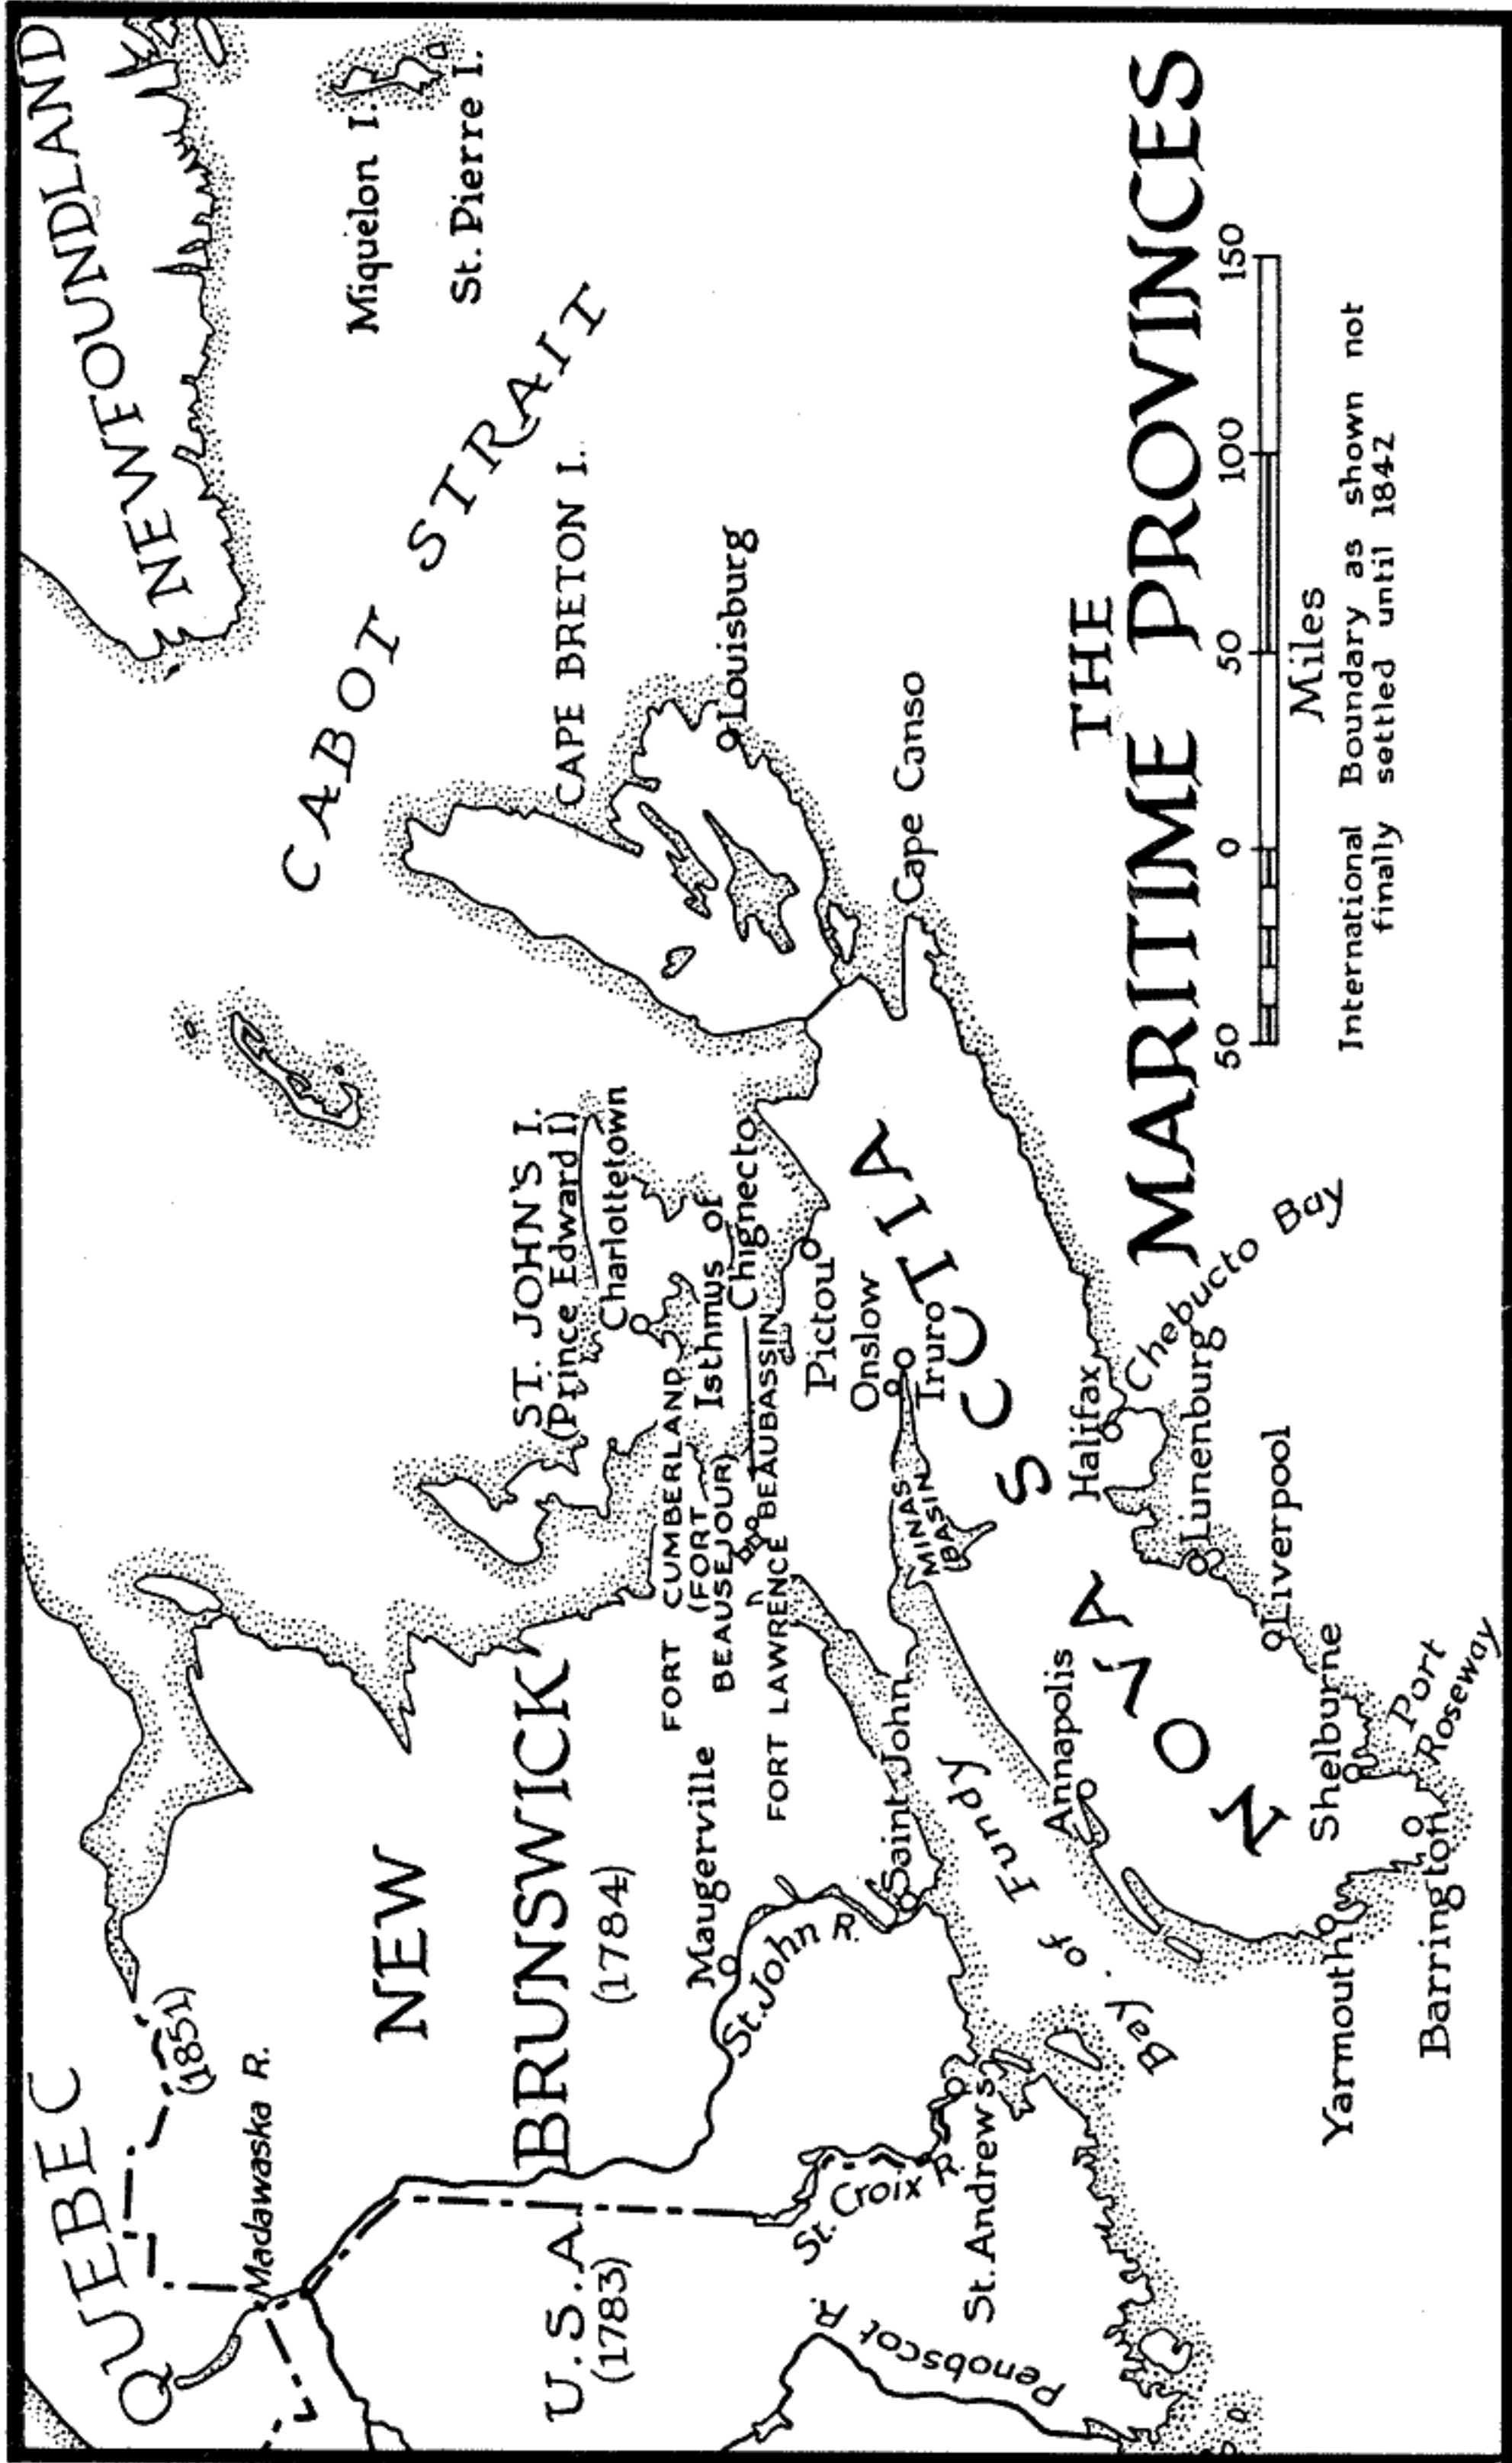 QUEBEC
(1851)
Madawaska R.
NEWFOUNDLAND
Miquelon I.
St. Pierre I.
CABOT STRAIT
CAPE BRETON I.
Louisburg
Cape Canso
ST. JOHN'S I.
(Prince Edward I)
Charlottetown
NEW
BRUNSWICK
(1784)
U.S.A.
(1783)
FORT CUMBERLAND
(FORT
BEAUSEJOUR)
Isthmus of
Chignecto
FORT LAWRENCE BEAUBASSIN
Maugerville
St. John R.
Saint John
St. Croix R.
St. Andrews
Penobscot R.
Bay of Fundy
Pictou
Onslow
Truro
MINAS
BASIN
NOVA SCOTIA
Annapolis
Halifax
Chebucto Bay
Lunenburg
Liverpool
Shelburne
Port
Roseway
Yarmouth
Barrington
THE
MARITIME PROVINCES
50 0 50 100 150
Miles
International Boundary as shown not
finally settled until 1842